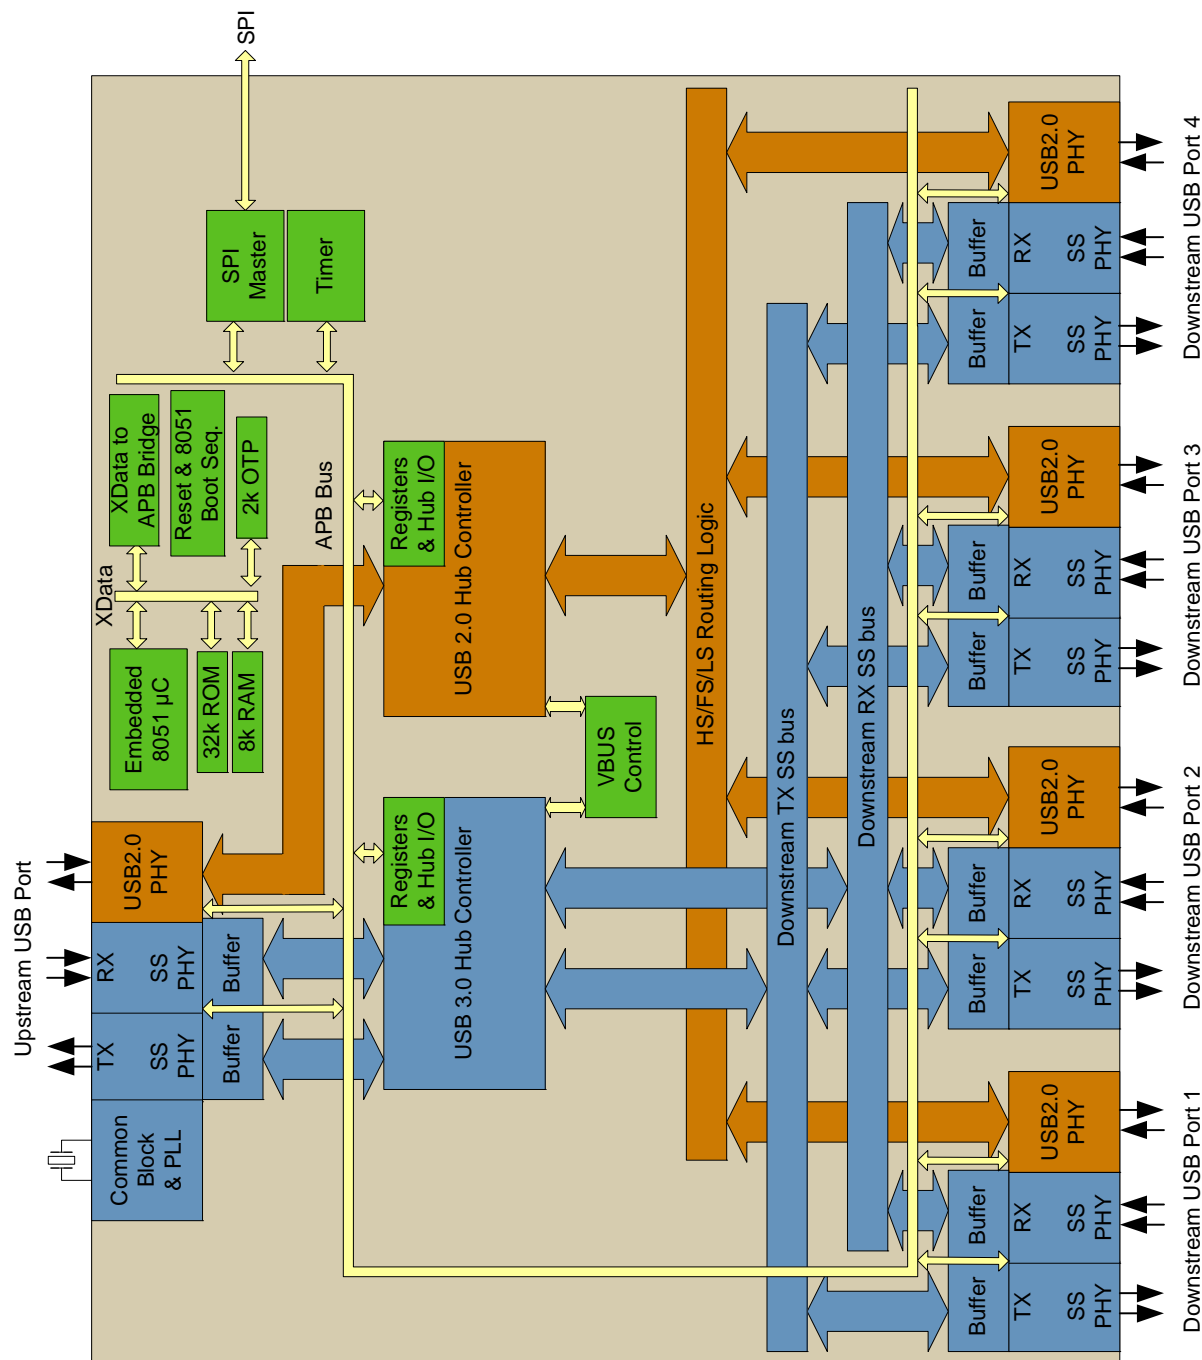 SPI
SPI
Master
Timer
XData to
APB Bridge
Reset & 8051
Boot Seq.
2k OTP
XData
Embedded
8051 µC
32k ROM
8k RAM
APB Bus
Upstream USB Port
USB2.0
PHY
RX
SS
PHY
Buffer
TX
SS
PHY
Buffer
Common
Block
& PLL
Registers
& Hub I/O
USB 2.0 Hub Controller
Registers
& Hub I/O
USB 3.0 Hub Controller
VBUS
Control
HS/FS/LS Routing Logic
Downstream TX SS bus
Downstream RX SS bus
USB2.0
PHY
Buffer
RX
SS
PHY
Buffer
TX
SS
PHY
Downstream USB Port 4
USB2.0
PHY
Buffer
RX
SS
PHY
Buffer
TX
SS
PHY
Downstream USB Port 3
USB2.0
PHY
Buffer
RX
SS
PHY
Buffer
TX
SS
PHY
Downstream USB Port 2
USB2.0
PHY
Buffer
RX
SS
PHY
Buffer
TX
SS
PHY
Downstream USB Port 1